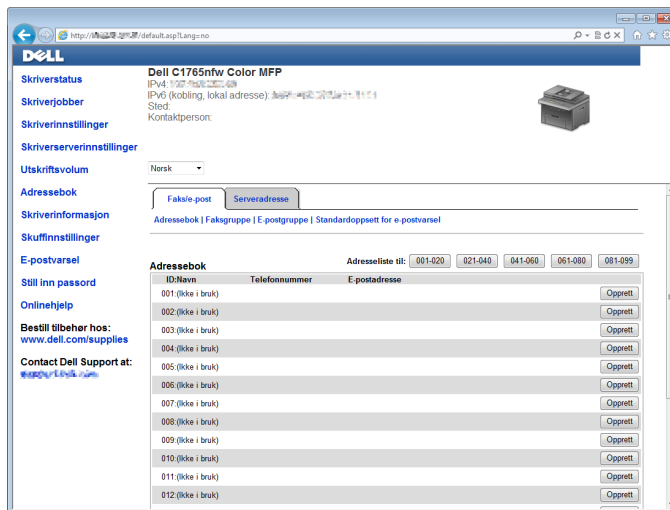 http:// /default.asp?Lang=no
DELL
Dell C1765nfw Color MFP
IPv4:
IPv6 (kobling, lokal adresse):
Sted:
Kontaktperson:
Skriverstatus
Skriverjobber
Skriverinnstillinger
Skriverserverinnstillinger
Utskriftsvolum
Adressebok
Skriverinformasjon
Skuffinnstillinger
E-postvarsel
Still inn passord
Onlinehjelp
Bestill tilbehør hos:
www.dell.com/supplies
Contact Dell Support at:
Norsk
Faks/e-post Serveradresse
Adressebok | Faksgruppe | E-postgruppe | Standardoppsett for e-postvarsel
Adressebok Adresseliste til: 001-020 021-040 041-060 061-080 081-099
ID:Navn Telefonnummer E-postadresse
001:(Ikke i bruk) Opprett
002:(Ikke i bruk) Opprett
003:(Ikke i bruk) Opprett
004:(Ikke i bruk) Opprett
005:(Ikke i bruk) Opprett
006:(Ikke i bruk) Opprett
007:(Ikke i bruk) Opprett
008:(Ikke i bruk) Opprett
009:(Ikke i bruk) Opprett
010:(Ikke i bruk) Opprett
011:(Ikke i bruk) Opprett
012:(Ikke i bruk) Opprett